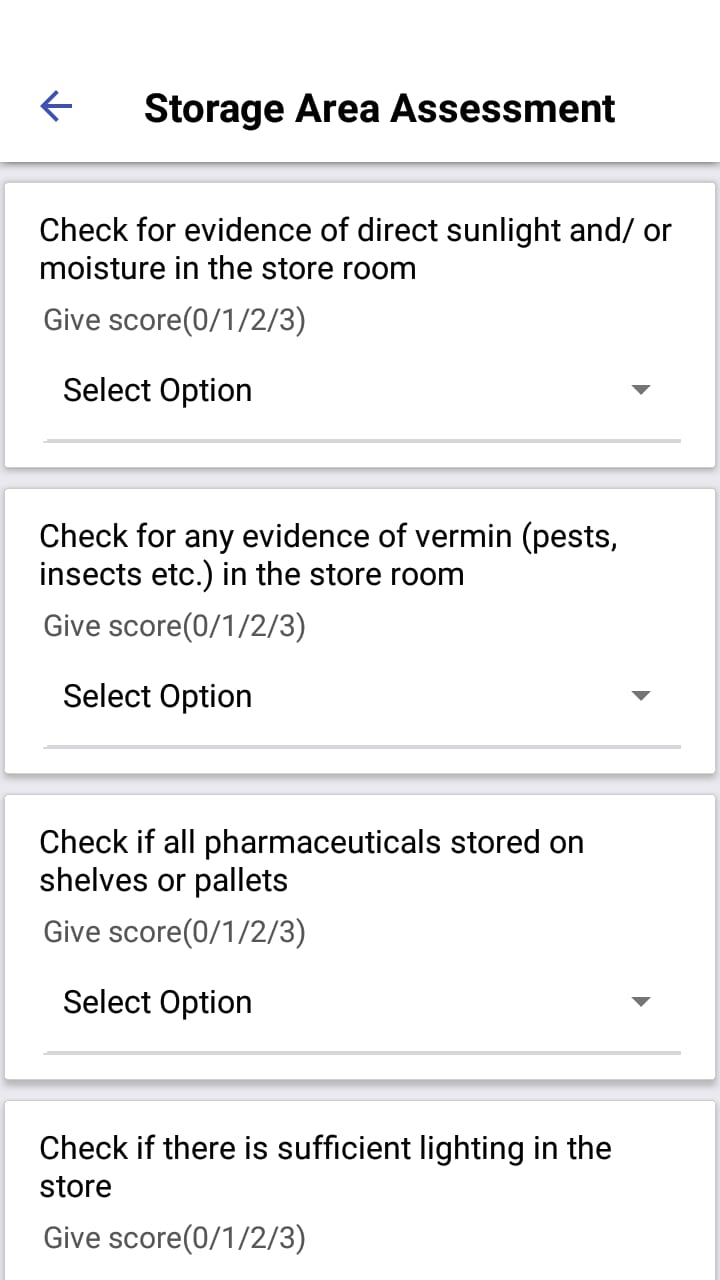 Storage Area Assessment
Check for evidence of direct sunlight and/ or
moisture in the store room
Give score(0/1/2/3)
Select Option
Check for any evidence of vermin (pests,
insects etc.) in the store room
Give score(0/1/2/3)
Select Option
Check if all pharmaceuticals stored on
shelves or pallets
Give score(0/1/2/3)
Select Option
Check if there is sufficient lighting in the
store
Give score(0/1/2/3)